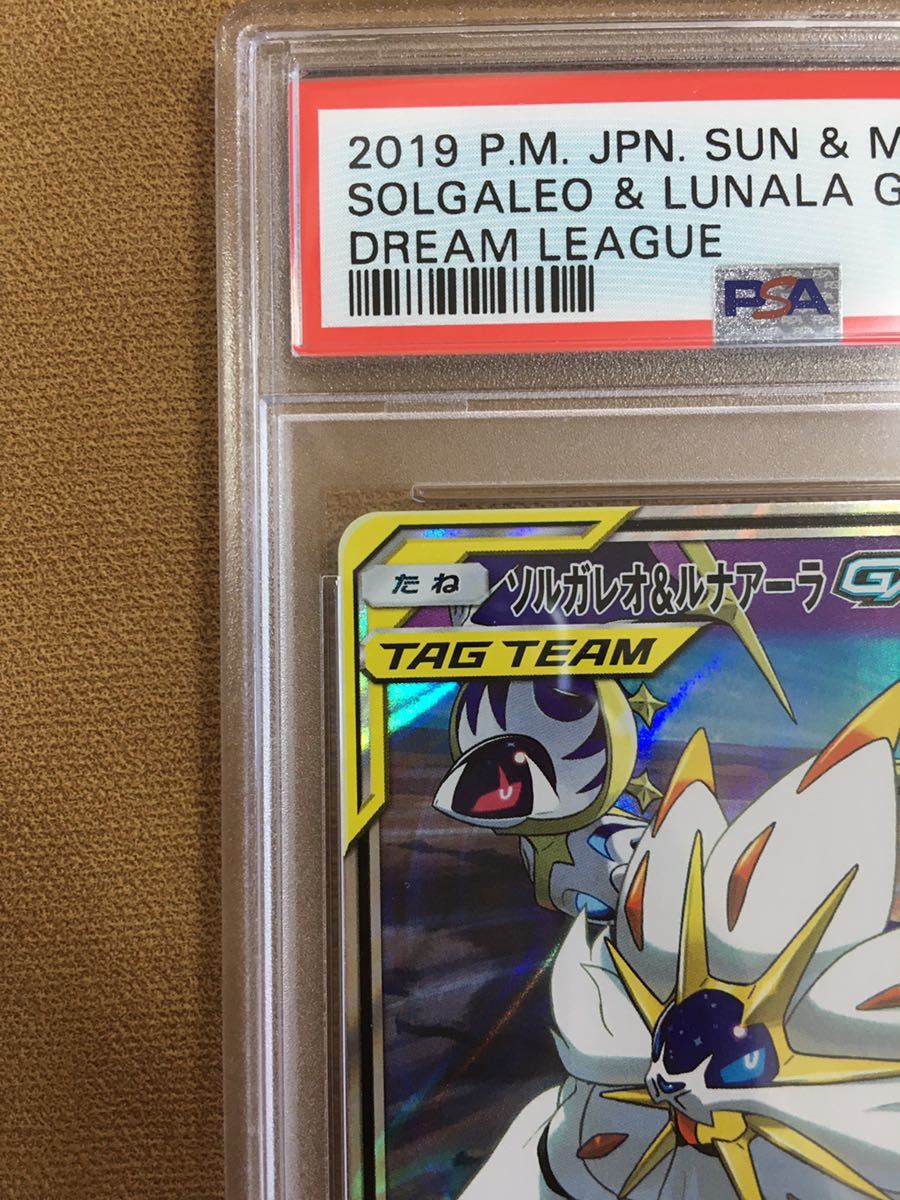 2019 P.M. JPN. SUN & M
SOLGALEO & LUNALA G
DREAM LEAGUE
PSA
たね ソルガレオ&ルナアーラ GX
TAG TEAM